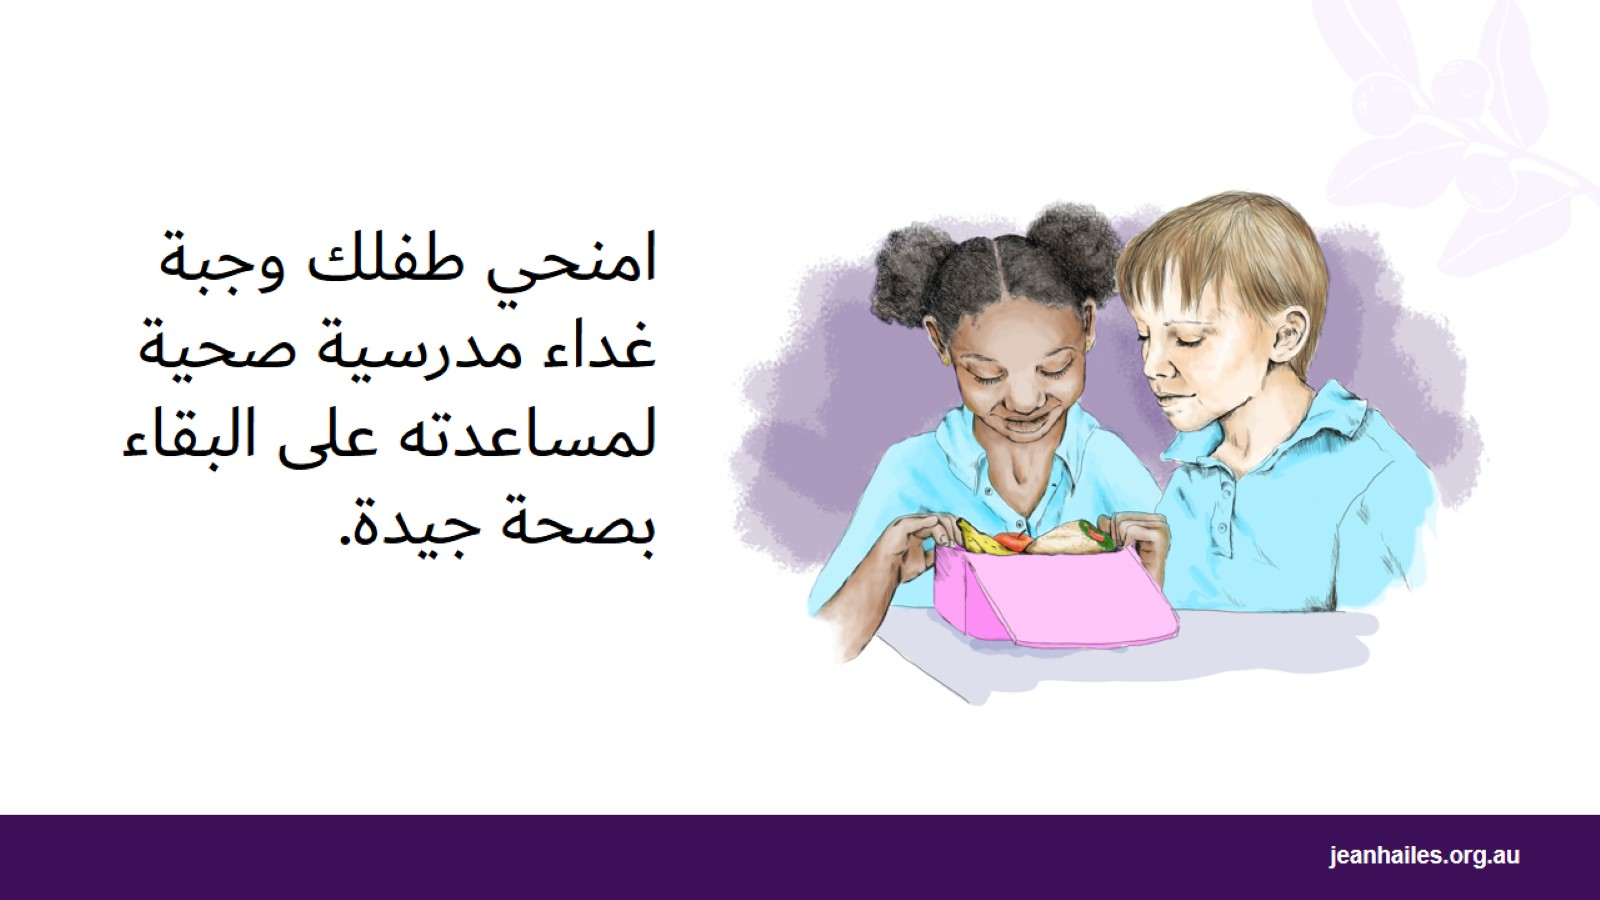 امنحي طفلك وجبة
غداء مدرسية صحية
لمساعدته على البقاء
بصحة جيدة.
jeanhailes.org.au